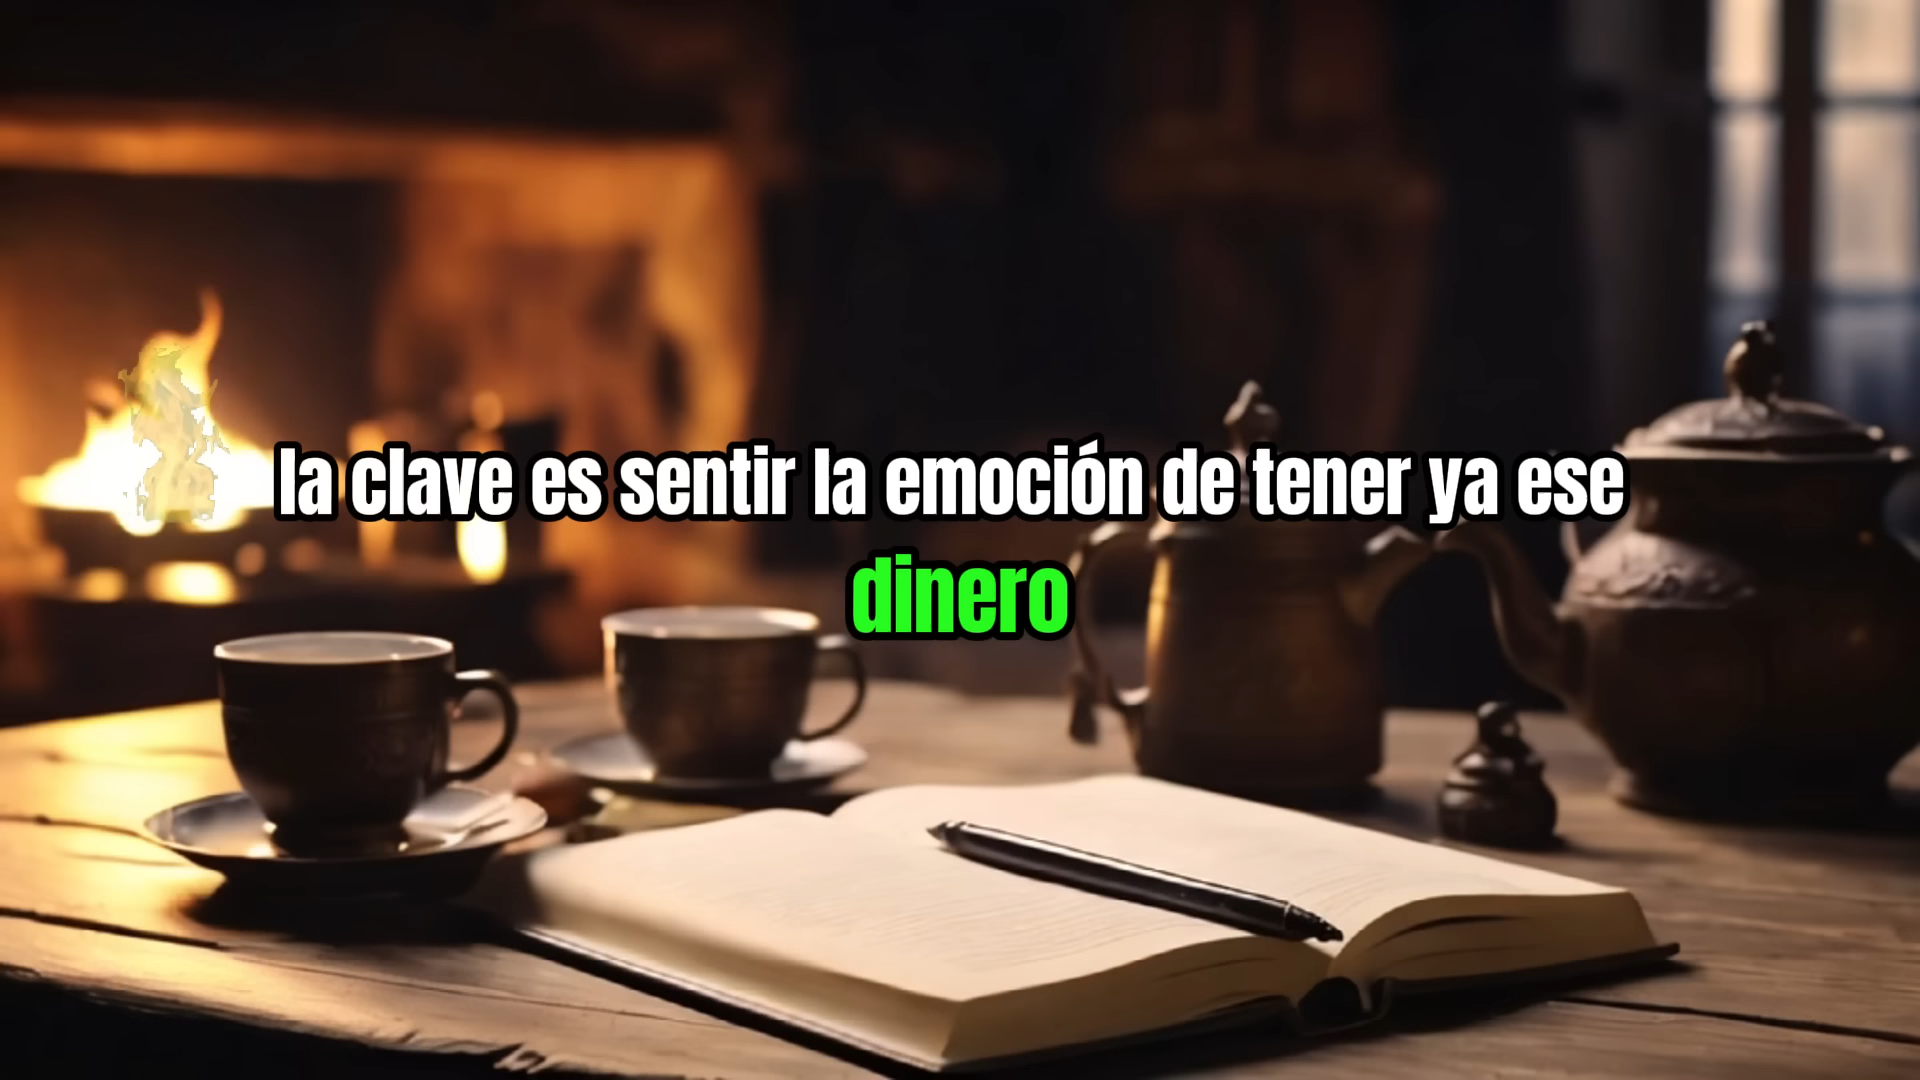 la clave es sentir la emoción de tener ya ese
dinero